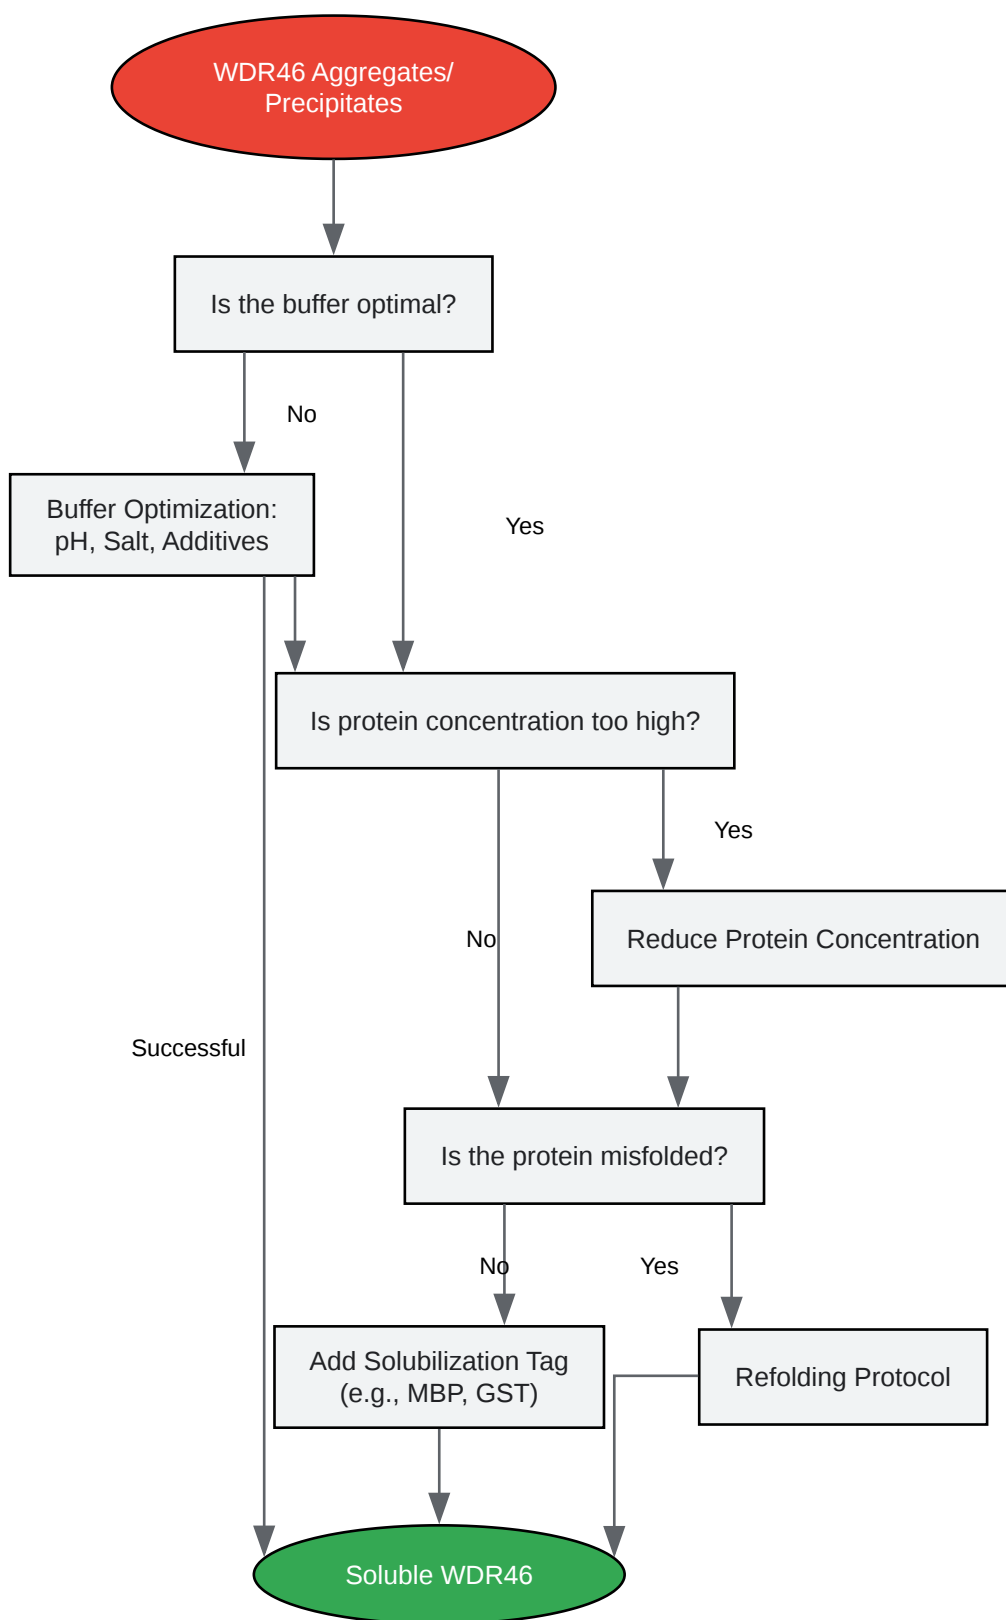 WDR46 Aggregates/
Precipitates
Is the buffer optimal?
No
Buffer Optimization:
pH, Salt, Additives
Yes
Is protein concentration too high?
Yes
No
Reduce Protein Concentration
Successful
Is the protein misfolded?
No
Yes
Add Solubilization Tag
(e.g., MBP, GST)
Refolding Protocol
Soluble WDR46